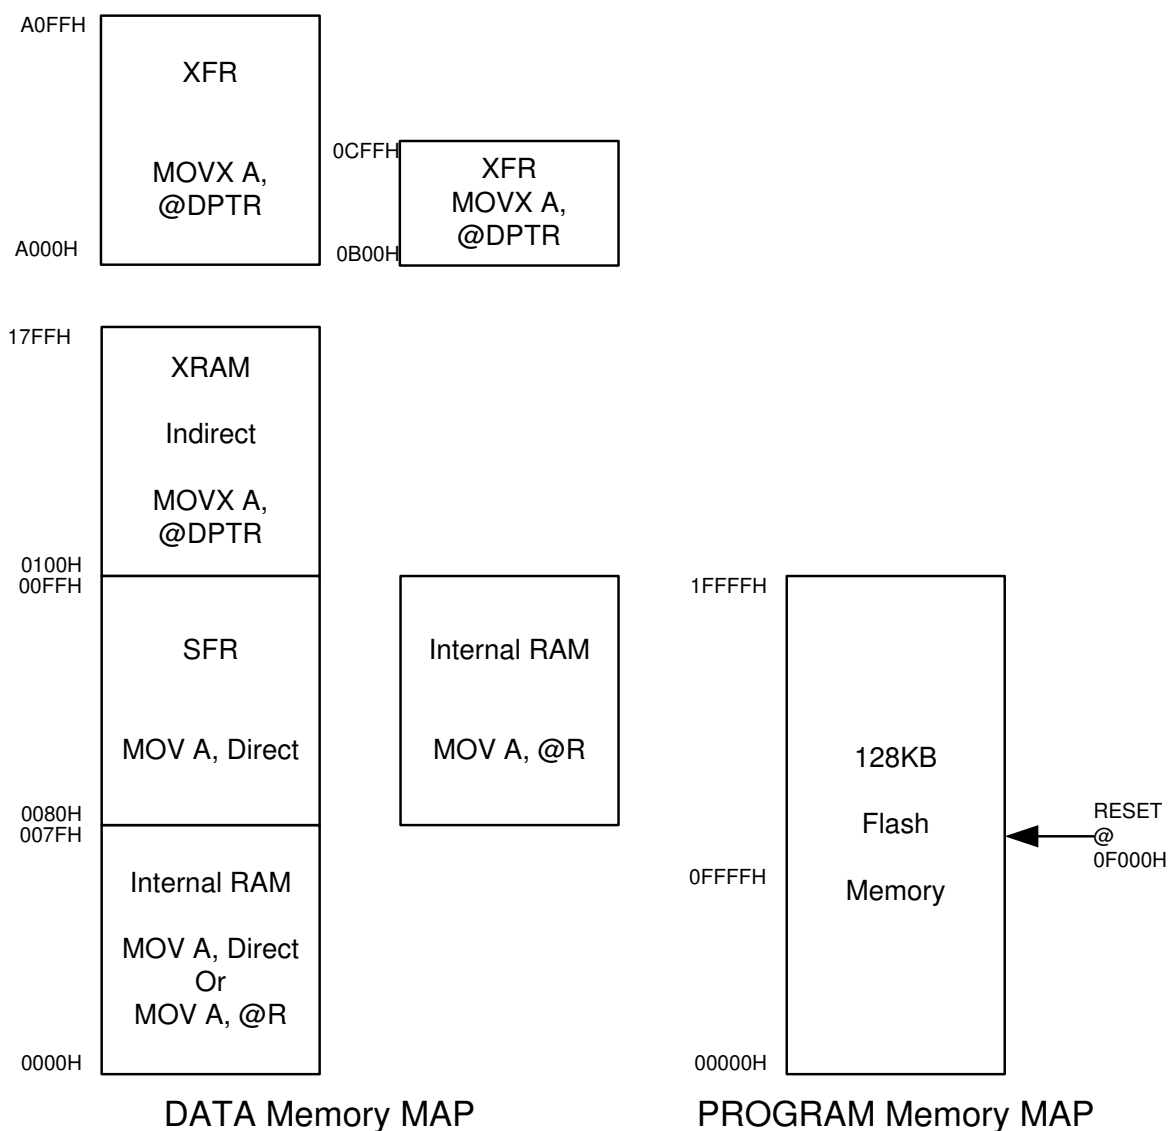 A0FFH
XFR
MOVX A,
@DPTR
A000H
0CFFH
XFR
MOVX A,
@DPTR
0B00H
17FFH
XRAM
Indirect
MOVX A,
@DPTR
0100H
00FFH
SFR
MOV A, Direct
0080H
007FH
Internal RAM
MOV A, Direct
Or
MOV A, @R
0000H
Internal RAM
MOV A, @R
DATA Memory MAP
1FFFFH
128KB
Flash
Memory
0FFFFH
00000H
RESET
@
0F000H
PROGRAM Memory MAP